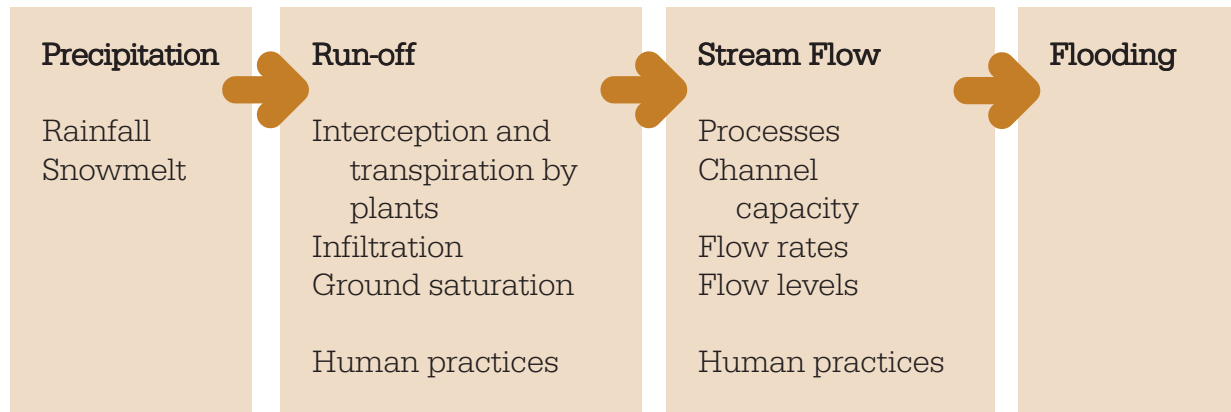 Precipitation
Rainfall
Snowmelt
Run-off
Interception and
transpiration by
plants
Infiltration
Ground saturation
Human practices
Stream Flow
Processes
Channel
capacity
Flow rates
Flow levels
Human practices
Flooding